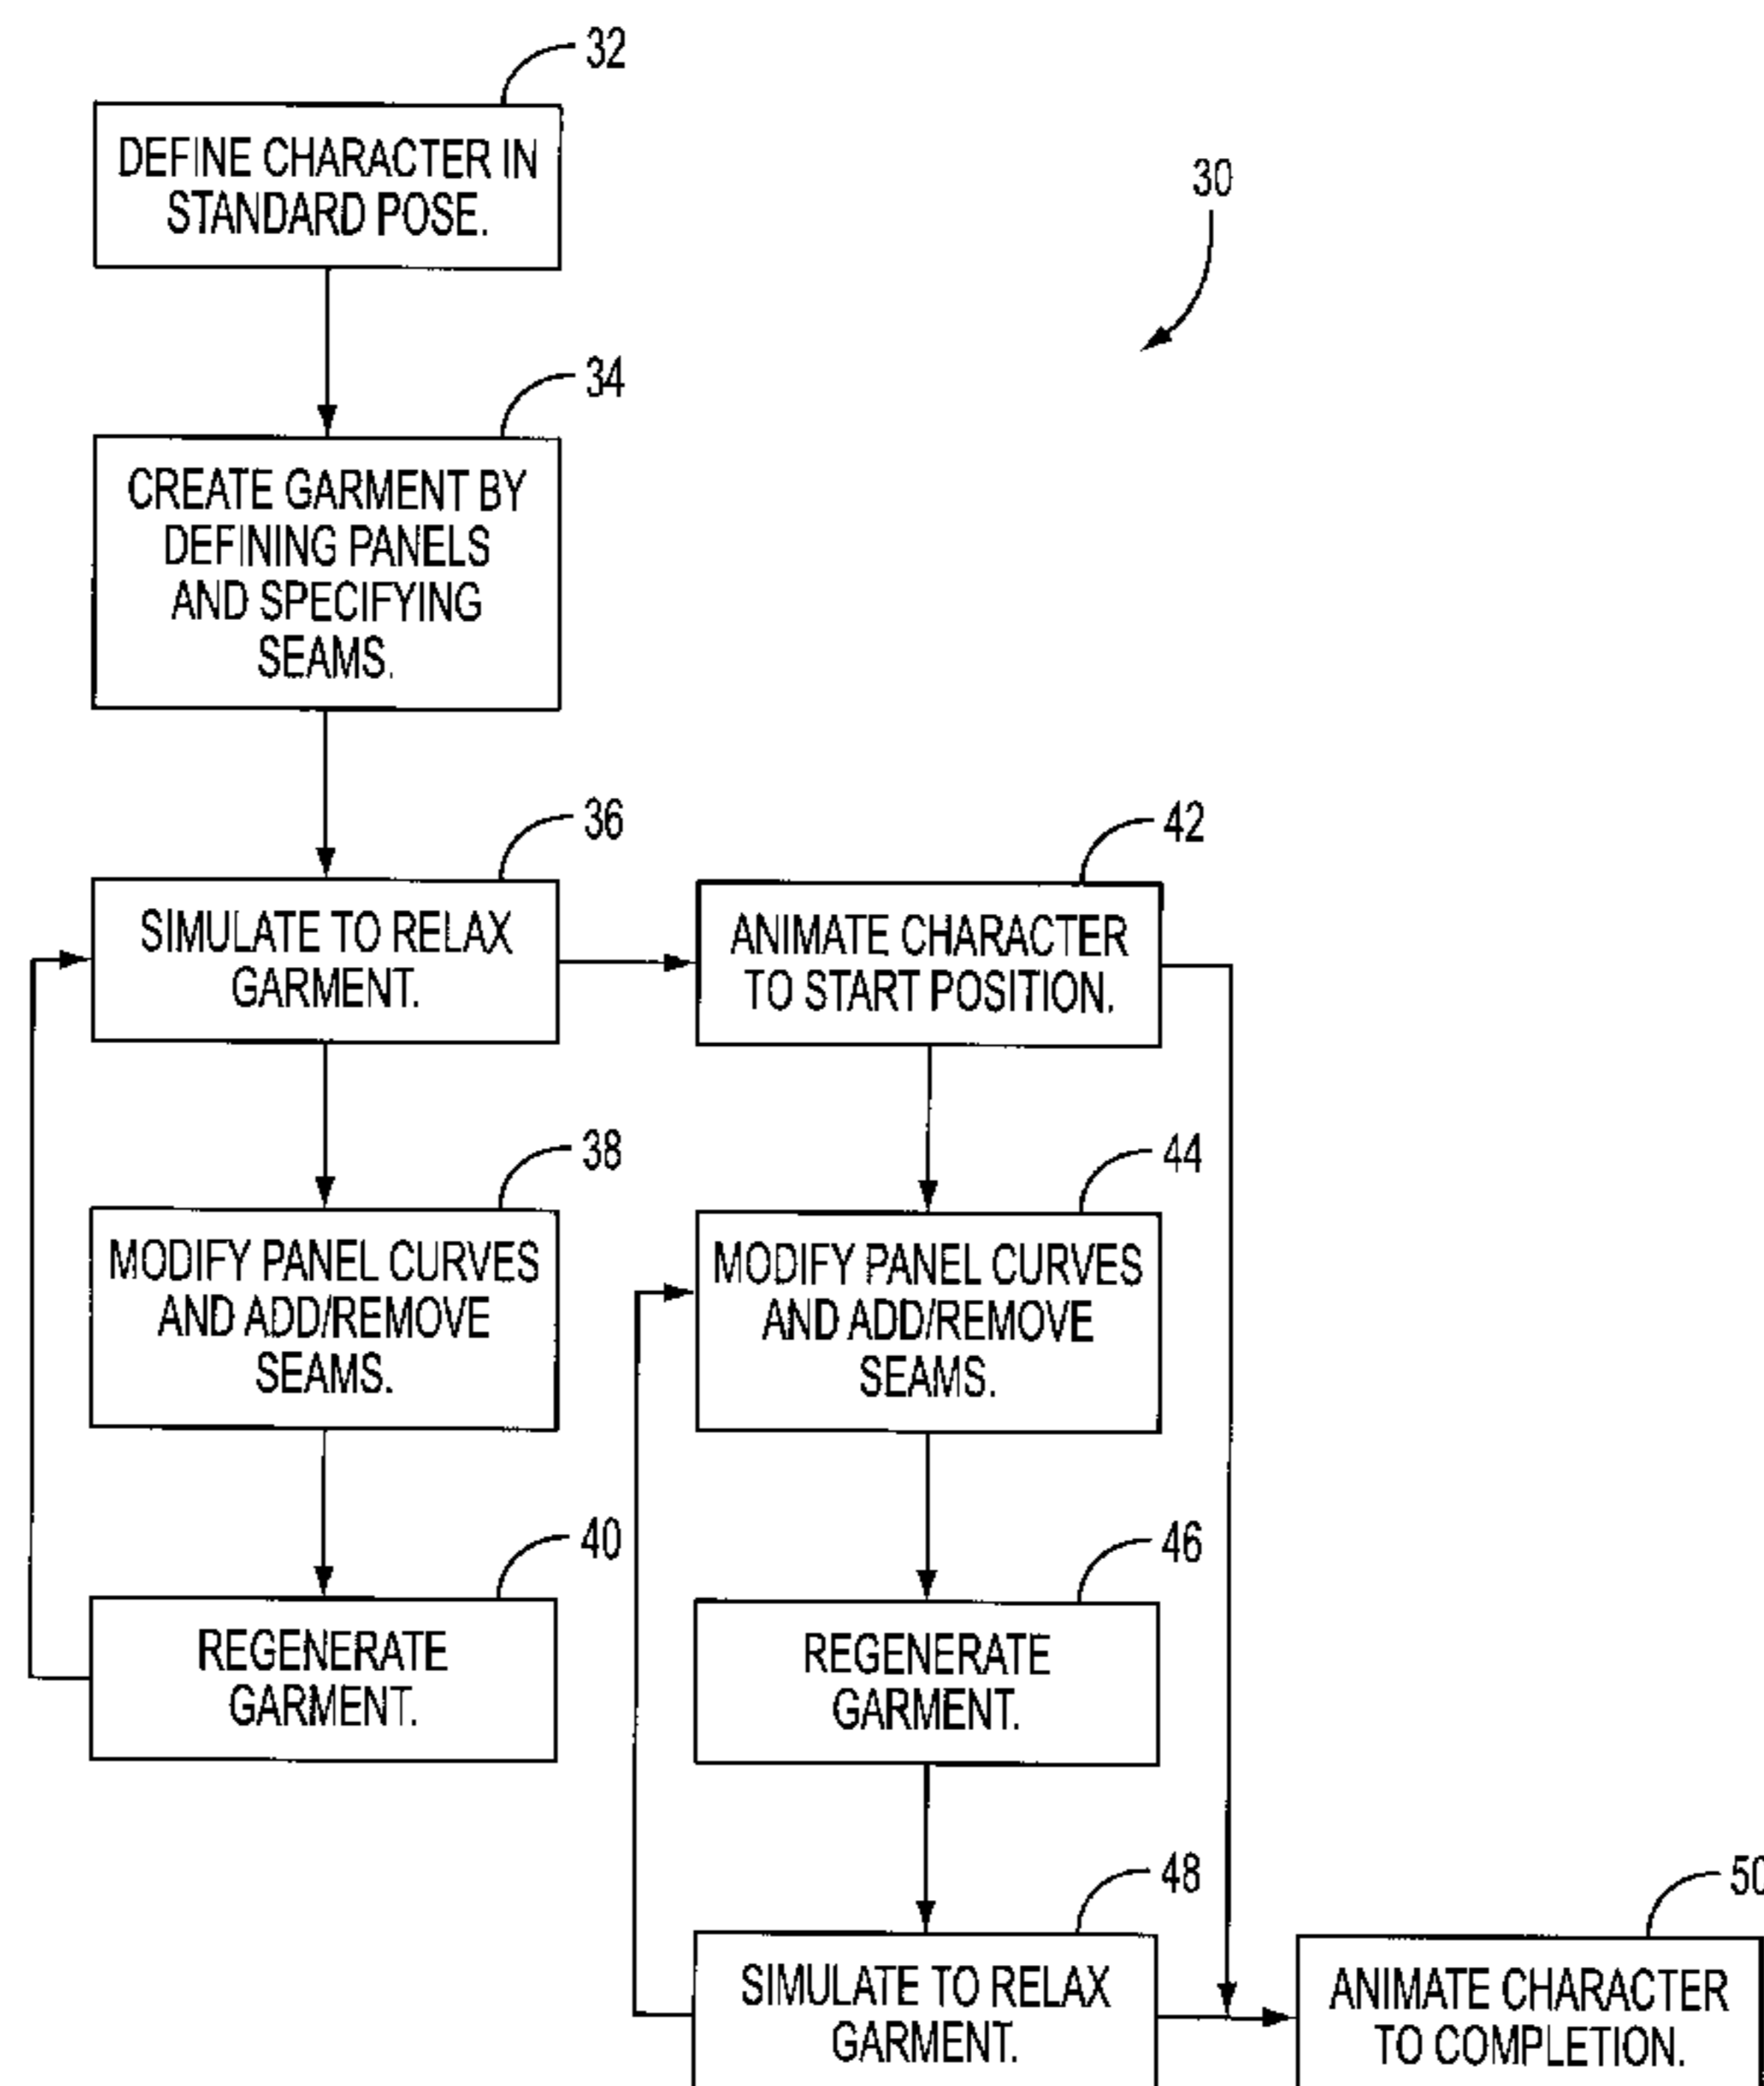 32
DEFINE CHARACTER IN
STANDARD POSE.
30
34
CREATE GARMENT BY
DEFINING PANELS
AND SPECIFYING
SEAMS.
36
SIMULATE TO RELAX
GARMENT.
42
ANIMATE CHARACTER
TO START POSITION.
38
MODIFY PANEL CURVES
AND ADD/REMOVE
SEAMS.
44
MODIFY PANEL CURVES
AND ADD/REMOVE
SEAMS.
40
REGENERATE
GARMENT.
46
REGENERATE
GARMENT.
48
SIMULATE TO RELAX
GARMENT.
50
ANIMATE CHARACTER
TO COMPLETION.